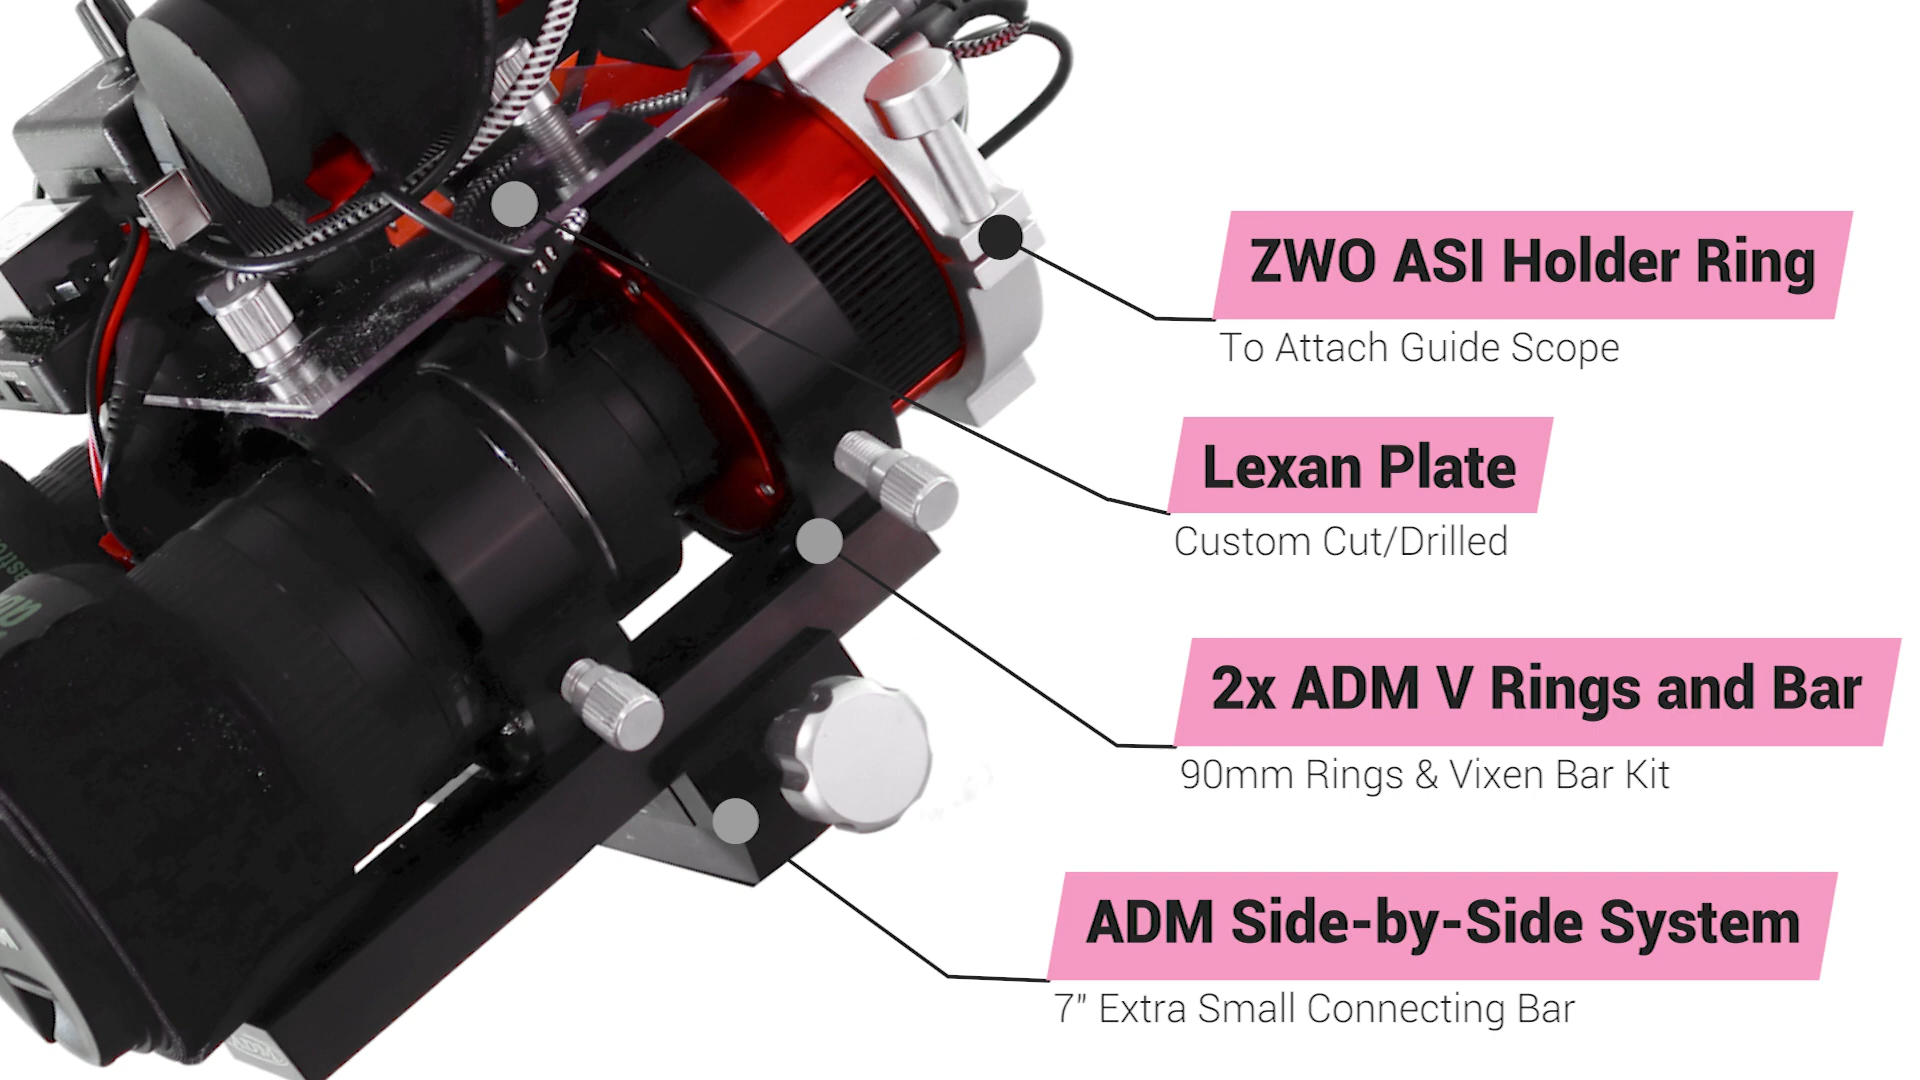 ZWO ASI Holder Ring
To Attach Guide Scope
Lexan Plate
Custom Cut/Drilled
2x ADM V Rings and Bar
90mm Rings & Vixen Bar Kit
ADM Side-by-Side System
7" Extra Small Connecting Bar